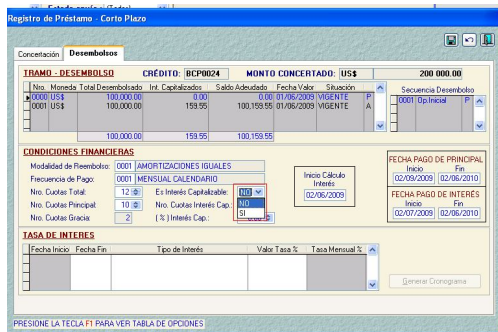 Registro de Préstamo - Corto Plazo
Concertación Desembolsos
TRAMO - DESEMBOLSO CRÉDITO: BCP0024 MONTO CONCERTADO: US$ 200 000.00
Nro. Moneda Total Desembolsado Int. Capitalizados Saldo Adeudado Fecha Valor Situación Secuencia Desembolso
0000 US$ 100,000.00 0.00 0.00 01/06/2009 VIGENTE P 0001 Op.Inicial P
0001 US$ 100,000.00 159.55 100,159.55 01/06/2009 VIGENTE A
100,000.00 159.55 100,159.55
CONDICIONES FINANCIERAS
Modalidad de Reembolso: 0001 AMORTIZACIONES IGUALES
Frecuencia de Pago: 0001 MENSUAL CALENDARIO
Nro. Cuotas Total: 12 Es Interés Capitalizable: NO
Nro. Cuotas Principal: 10 Nro. Cuotas Interés Cap.: NO
SI
Nro. Cuotas Gracia: 2 ( % ) Interés Cap.:
Inicio Cálculo
Interés
02/06/2009
FECHA PAGO DE PRINCIPAL
Inicio Fin
02/09/2009 02/06/2010
FECHA PAGO DE INTERÉS
Inicio Fin
02/07/2009 02/06/2010
TASA DE INTERES
Fecha Inicio Fecha Fin Tipo de Interés Valor Tasa % Tasa Mensual %
Generar Cronograma
PRESIONE LA TECLA F1 PARA VER TABLA DE OPCIONES